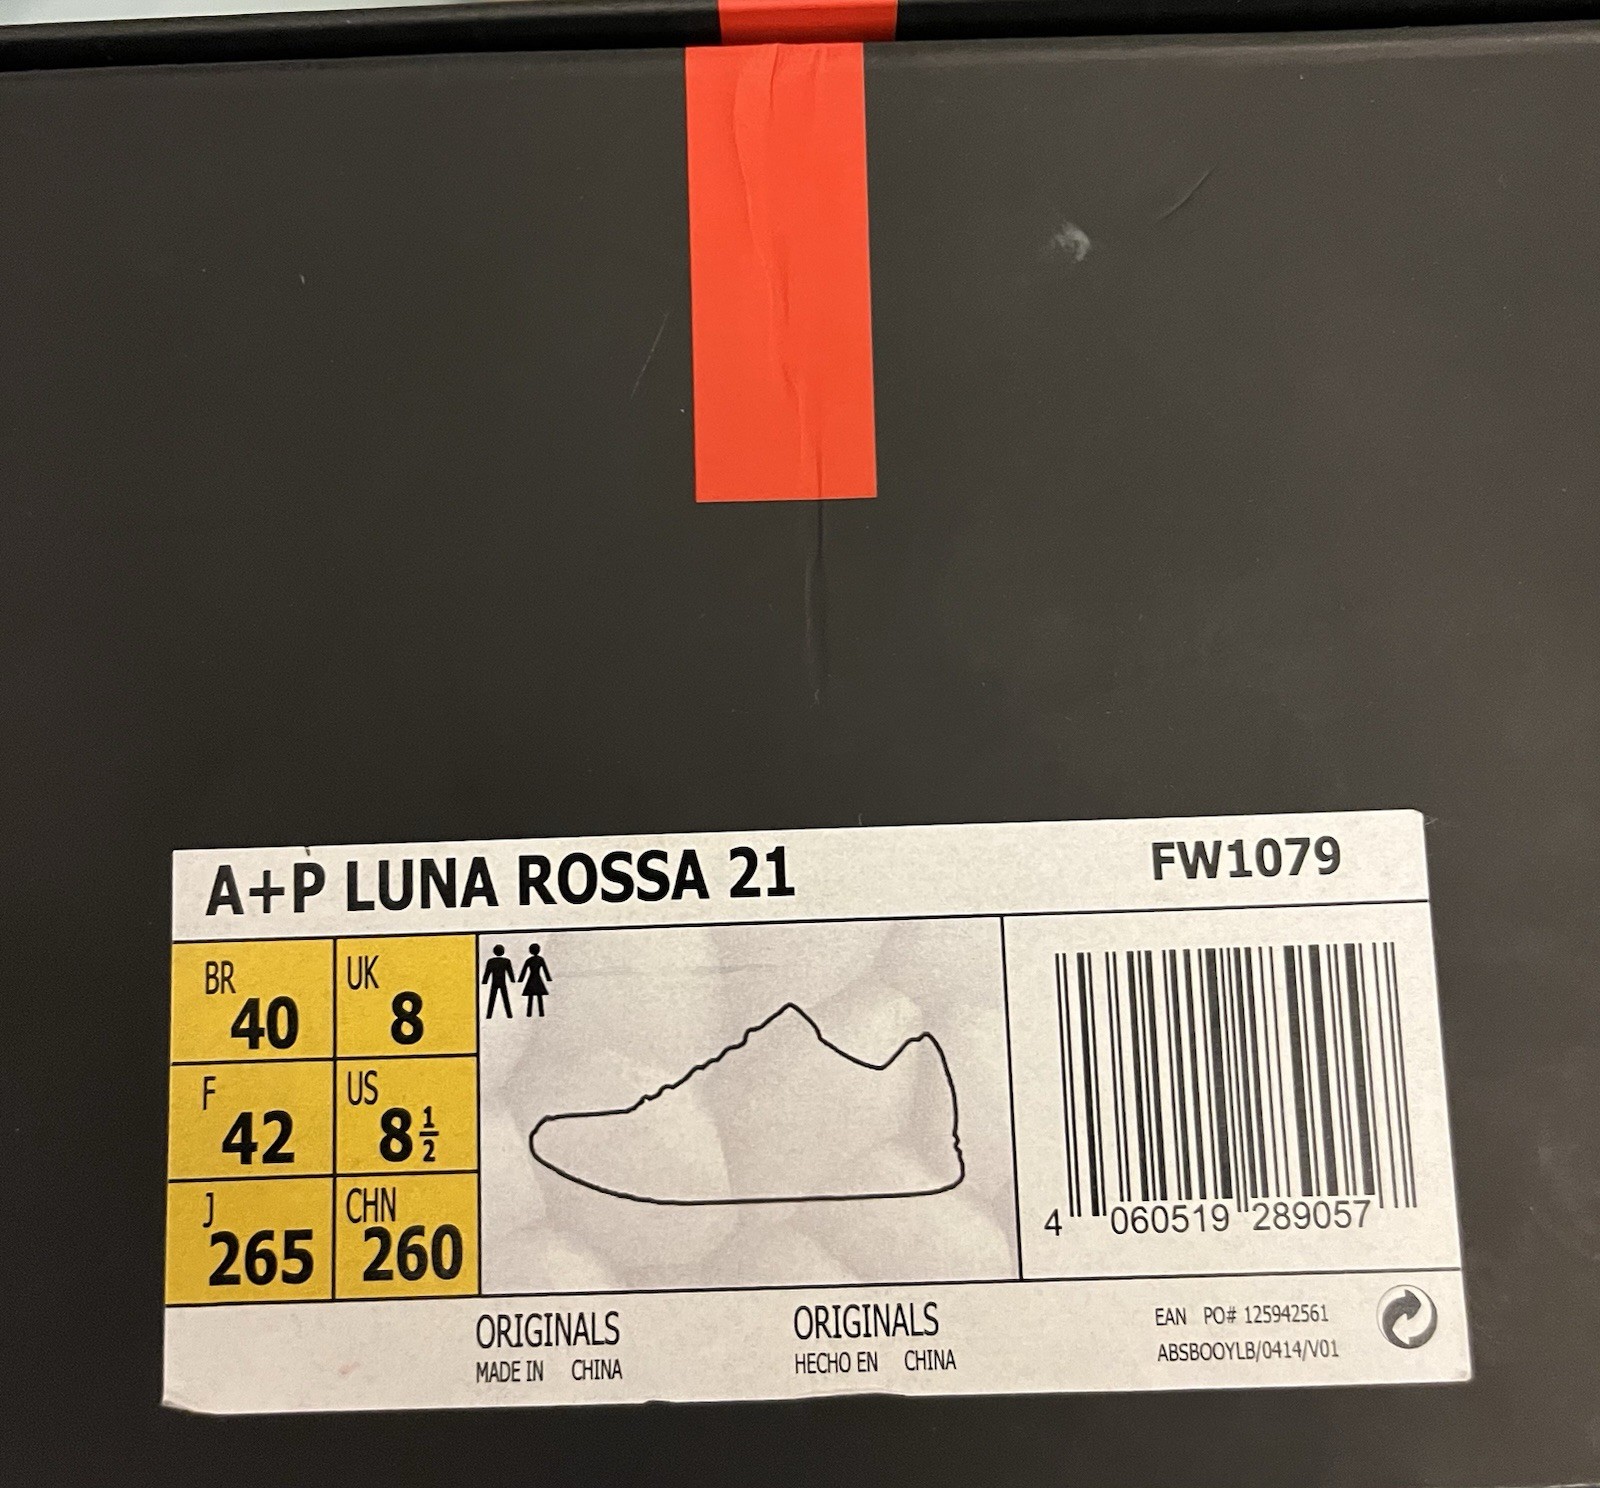 A+P LUNA ROSSA 21 FW1079
BR 40 UK 8
F 42 US 8½
J 265 CHN 260
4 060519 289057
ORIGINALS ORIGINALS EAN PO# 125942561
MADE IN CHINA HECHO EN CHINA ABSBOOYLB/0414/V01